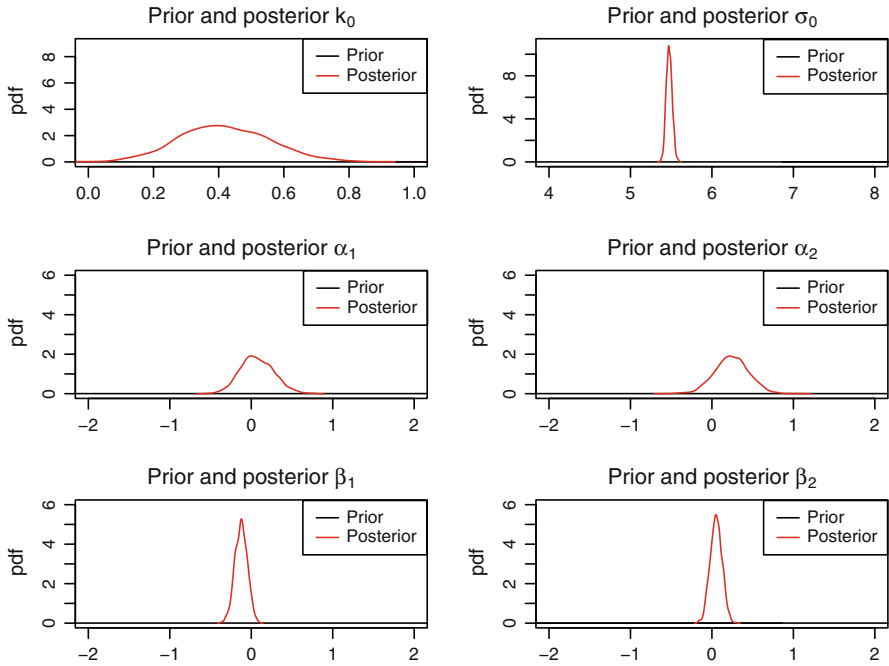 Prior and posterior k₀
Prior
Posterior
pdf
0 2 4 6 8
0.0 0.2 0.4 0.6 0.8 1.0
Prior and posterior σ₀
Prior
Posterior
pdf
0 4 8
4 5 6 7 8
Prior and posterior α₁
Prior
Posterior
pdf
0 2 4 6
−2 −1 0 1 2
Prior and posterior α₂
Prior
Posterior
pdf
0 2 4 6
−2 −1 0 1 2
Prior and posterior β₁
Prior
Posterior
pdf
0 2 4 6
−2 −1 0 1 2
Prior and posterior β₂
Prior
Posterior
pdf
0 2 4 6
−2 −1 0 1 2